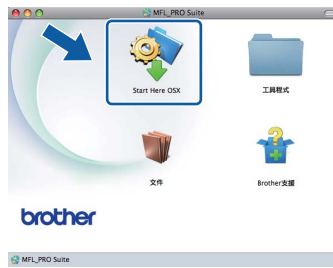 MFL_PRO Suite
Start Here OSX
工具程式
文件
Brother支援
brother
MFL_PRO Suite